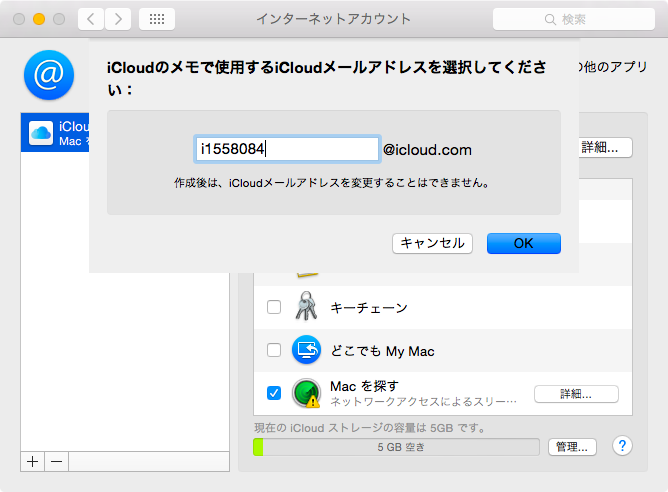 インターネットアカウント
検索
iCloudのメモで使用するiCloudメールアドレスを選択してくださ
い：
i1558084
@icloud.com
作成後は、iCloudメールアドレスを変更することはできません。
キャンセル
OK
の他のアプリ
iClou
Mac を
詳細...
キーチェーン
どこでも My Mac
Mac を探す
ネットワークアクセスによるスリー…
詳細...
現在の iCloud ストレージの容量は 5GB です。
5 GB 空き
管理...
?